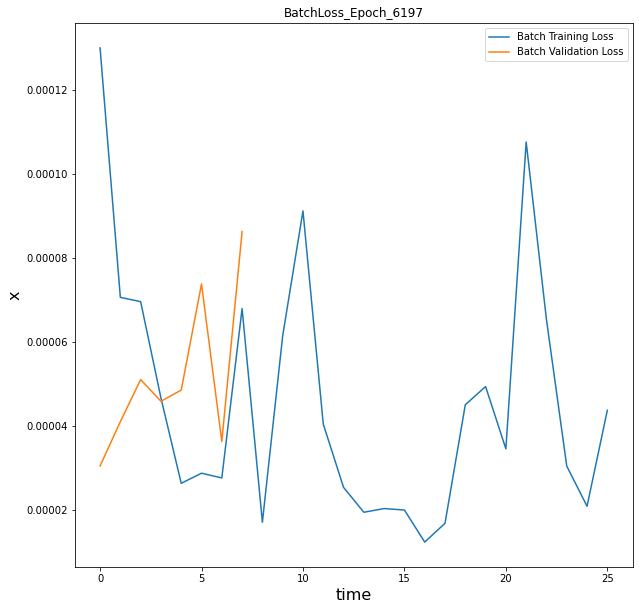 BatchLoss_Epoch_6197
Batch Training Loss
Batch Validation Loss
0.00012
0.00010
0.00008
0.00006
0.00004
0.00002
x
0 5 10 15 20 25
time